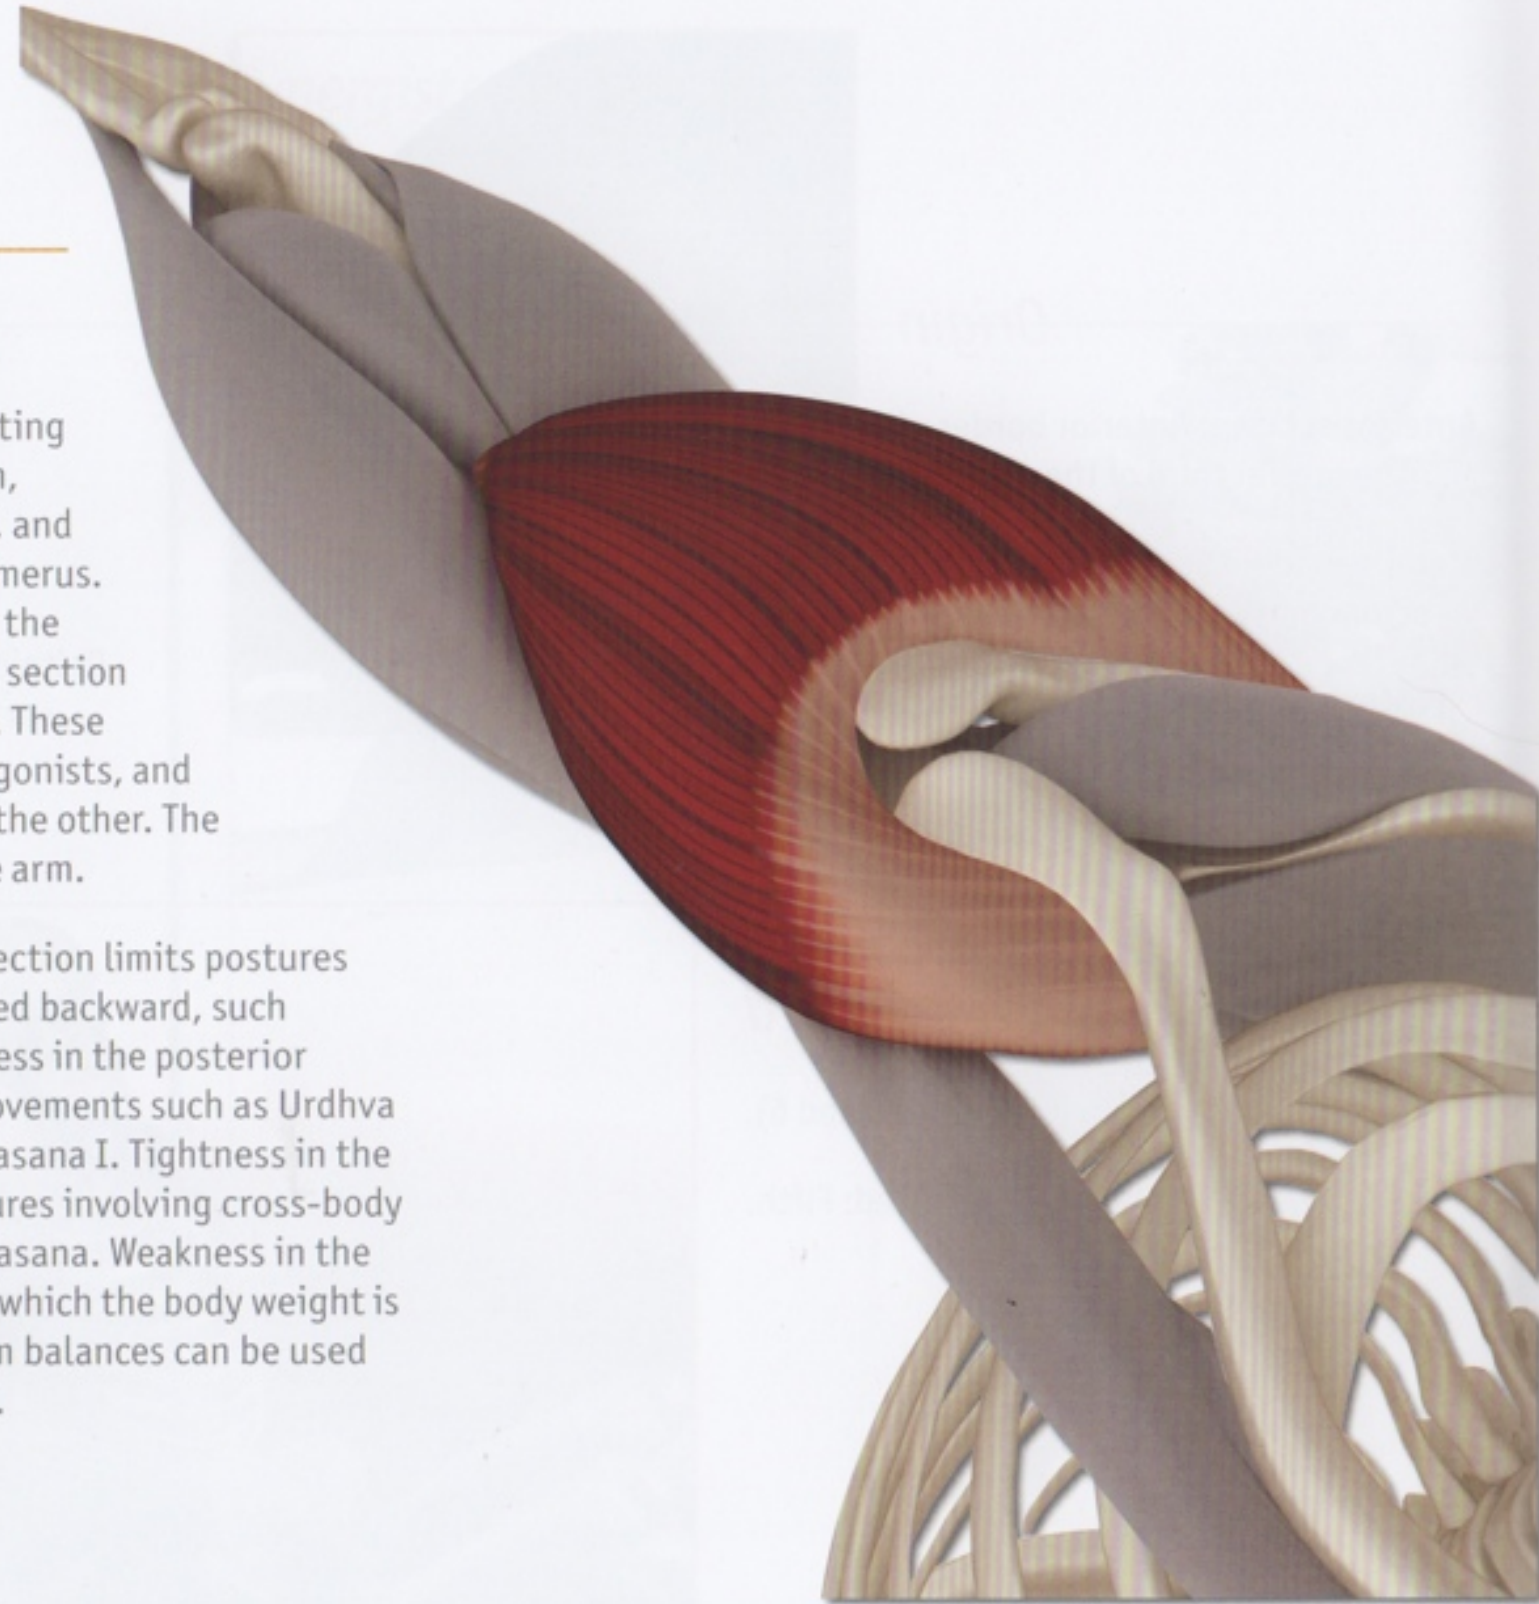 ting
,
. and
merus.
the
section
. These
gonists, and
the other. The
arm.
ection limits postures
ed backward, such
ess in the posterior
ovements such as Urdhva
asana I. Tightness in the
ures involving cross-body
asana. Weakness in the
which the body weight is
n balances can be used
.
Origin